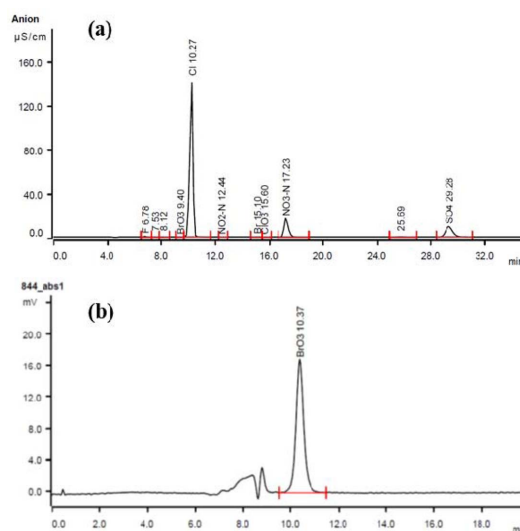 Anion
µS/cm
(a)
160.0
120.0
80.0
40.0
0.0
6.78
7.53
8.12
BrO3 9.40
Cl 10.27
NO2-N 12.44
Br 15.10
ClO3 15.60
NO3-N 17.23
25.69
SO4 29.28
0.0 4.0 8.0 12.0 16.0 20.0 24.0 28.0 32.0 min
844_abs1
mV
(b)
20.0
16.0
12.0
8.0
4.0
0.0
BrO3 10.37
0.0 2.0 4.0 6.0 8.0 10.0 12.0 14.0 16.0 18.0